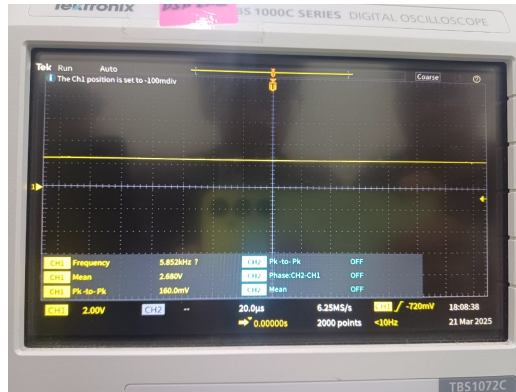 Tektronix
BS 1000C SERIES DIGITAL OSCILLOSCOPE
Tek Run Auto
Coarse
The Ch1 position is set to -100mdiv
T
1
CH1 Frequency 5.852kHz ? CH2 Pk-to-Pk OFF
CH1 Mean 2.680V CH2 Phase:CH2-CH1 OFF
CH1 Pk-to-Pk 160.0mV CH2 Mean OFF
CH1 2.00V CH2 -- 20.0µs 6.25MS/s CH1 -720mV 18:08:38
0.00000s 2000 points <10Hz 21 Mar 2025
TBS1072C